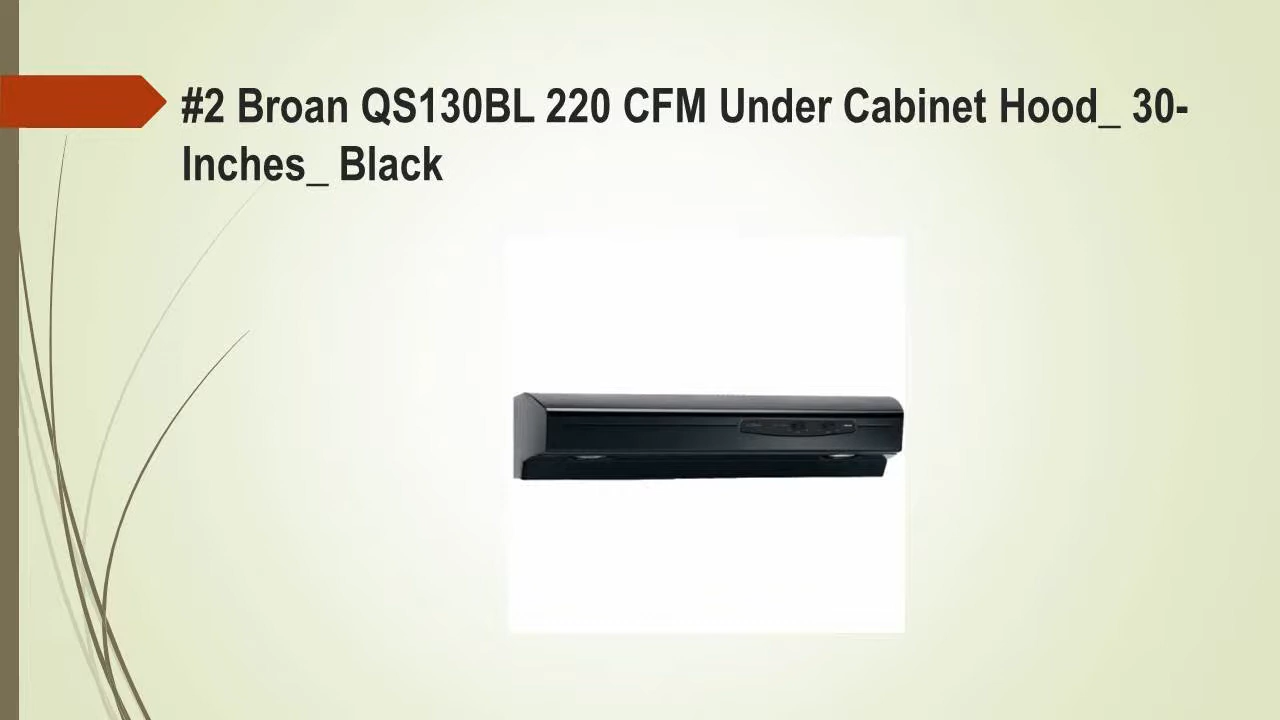 #2 Broan QS130BL 220 CFM Under Cabinet Hood_ 30-
Inches_ Black